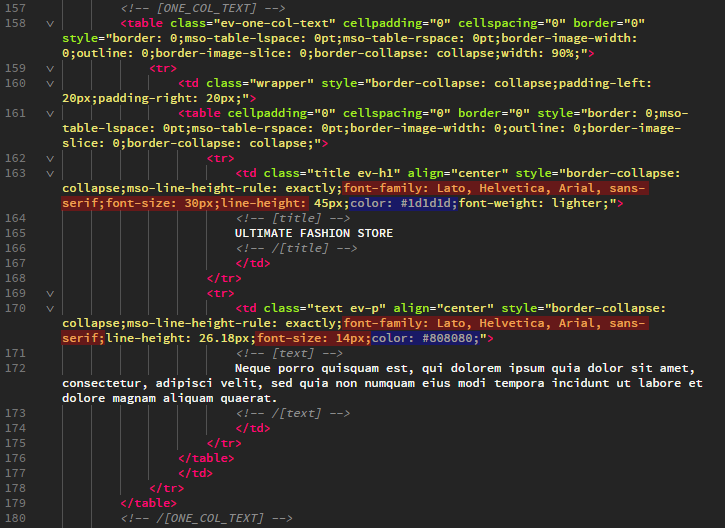 157 <!-- [ONE_COL_TEXT] -->
158 <table class="ev-one-col-text" cellpadding="0" cellspacing="0" border="0"
style="border: 0;mso-table-lspace: 0pt;mso-table-rspace: 0pt;border-image-width:
0;outline: 0;border-image-slice: 0;border-collapse: collapse;width: 90%;">
159 <tr>
160 <td class="wrapper" style="border-collapse: collapse;padding-left:
20px;padding-right: 20px;">
161 <table cellpadding="0" cellspacing="0" border="0" style="border: 0;mso-
table-lspace: 0pt;mso-table-rspace: 0pt;border-image-width: 0;outline: 0;border-image-
slice: 0;border-collapse: collapse;">
162 <tr>
163 <td class="title ev-h1" align="center" style="border-collapse:
collapse;mso-line-height-rule: exactly;font-family: Lato, Helvetica, Arial, sans-
serif;font-size: 30px;line-height: 45px;color: #1d1d1d;font-weight: lighter;">
164 <!-- [title] -->
165 ULTIMATE FASHION STORE
166 <!-- /[title] -->
167 </td>
168 </tr>
169 <tr>
170 <td class="text ev-p" align="center" style="border-collapse:
collapse;mso-line-height-rule: exactly;font-family: Lato, Helvetica, Arial, sans-
serif;line-height: 26.18px;font-size: 14px;color: #808080;">
171 <!-- [text] -->
172 Neque porro quisquam est, qui dolorem ipsum quia dolor sit amet,
consectetur, adipisci velit, sed quia non numquam eius modi tempora incidunt ut labore et
dolore magnam aliquam quaerat.
173 <!-- /[text] -->
174 </td>
175 </tr>
176 </table>
177 </td>
178 </tr>
179 </table>
180 <!-- /[ONE_COL_TEXT] -->